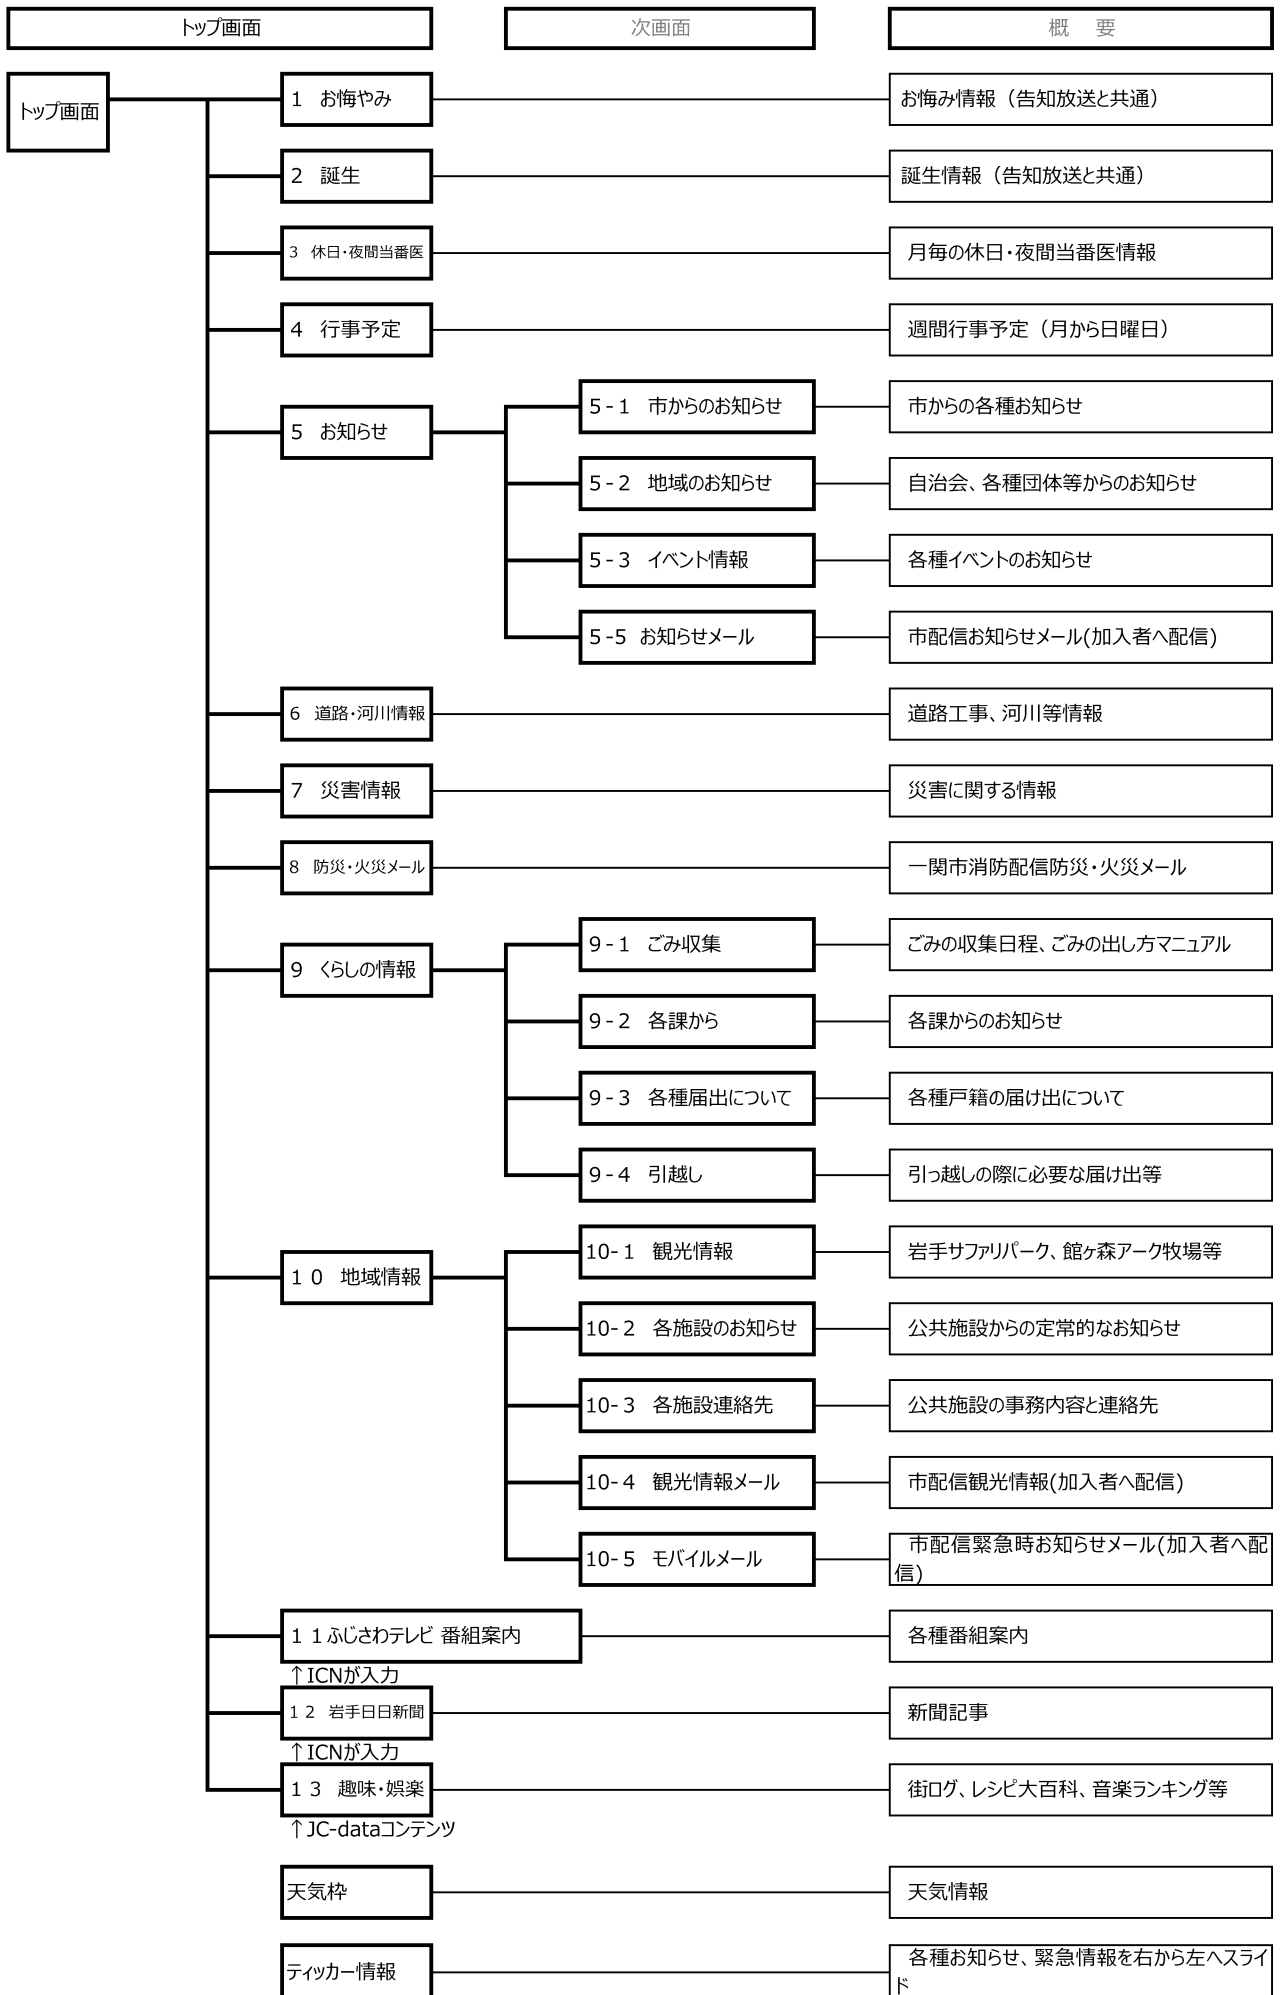 トップ画面
次画面
概　要
トップ画面
1　お悔やみ
お悔み情報（告知放送と共通）
2　誕生
誕生情報（告知放送と共通）
3　休日・夜間当番医
月毎の休日・夜間当番医情報
4　行事予定
週間行事予定（月から日曜日）
5　お知らせ
5-1　市からのお知らせ
市からの各種お知らせ
5-2　地域のお知らせ
自治会、各種団体等からのお知らせ
5-3　イベント情報
各種イベントのお知らせ
5-5　お知らせメール
市配信お知らせメール(加入者へ配信)
6　道路・河川情報
道路工事、河川等情報
7　災害情報
災害に関する情報
8　防災・火災メール
一関市消防配信防災・火災メール
9　くらしの情報
9-1　ごみ収集
ごみの収集日程、ごみの出し方マニュアル
9-2　各課から
各課からのお知らせ
9-3　各種届出について
各種戸籍の届け出について
9-4　引越し
引っ越しの際に必要な届け出等
10　地域情報
10-1　観光情報
岩手サファリパーク、館ヶ森アーク牧場等
10-2　各施設のお知らせ
公共施設からの定常的なお知らせ
10-3　各施設連絡先
公共施設の事務内容と連絡先
10-4　観光情報メール
市配信観光情報(加入者へ配信)
10-5　モバイルメール
市配信緊急時お知らせメール(加入者へ配
信)
11ふじさわテレビ 番組案内
各種番組案内
↑ICNが入力
12　岩手日日新聞
新聞記事
↑ICNが入力
13　趣味・娯楽
街ログ、レシピ大百科、音楽ランキング等
↑JC-dataコンテンツ
天気枠
天気情報
ティッカー情報
各種お知らせ、緊急情報を右から左へスライ
ド